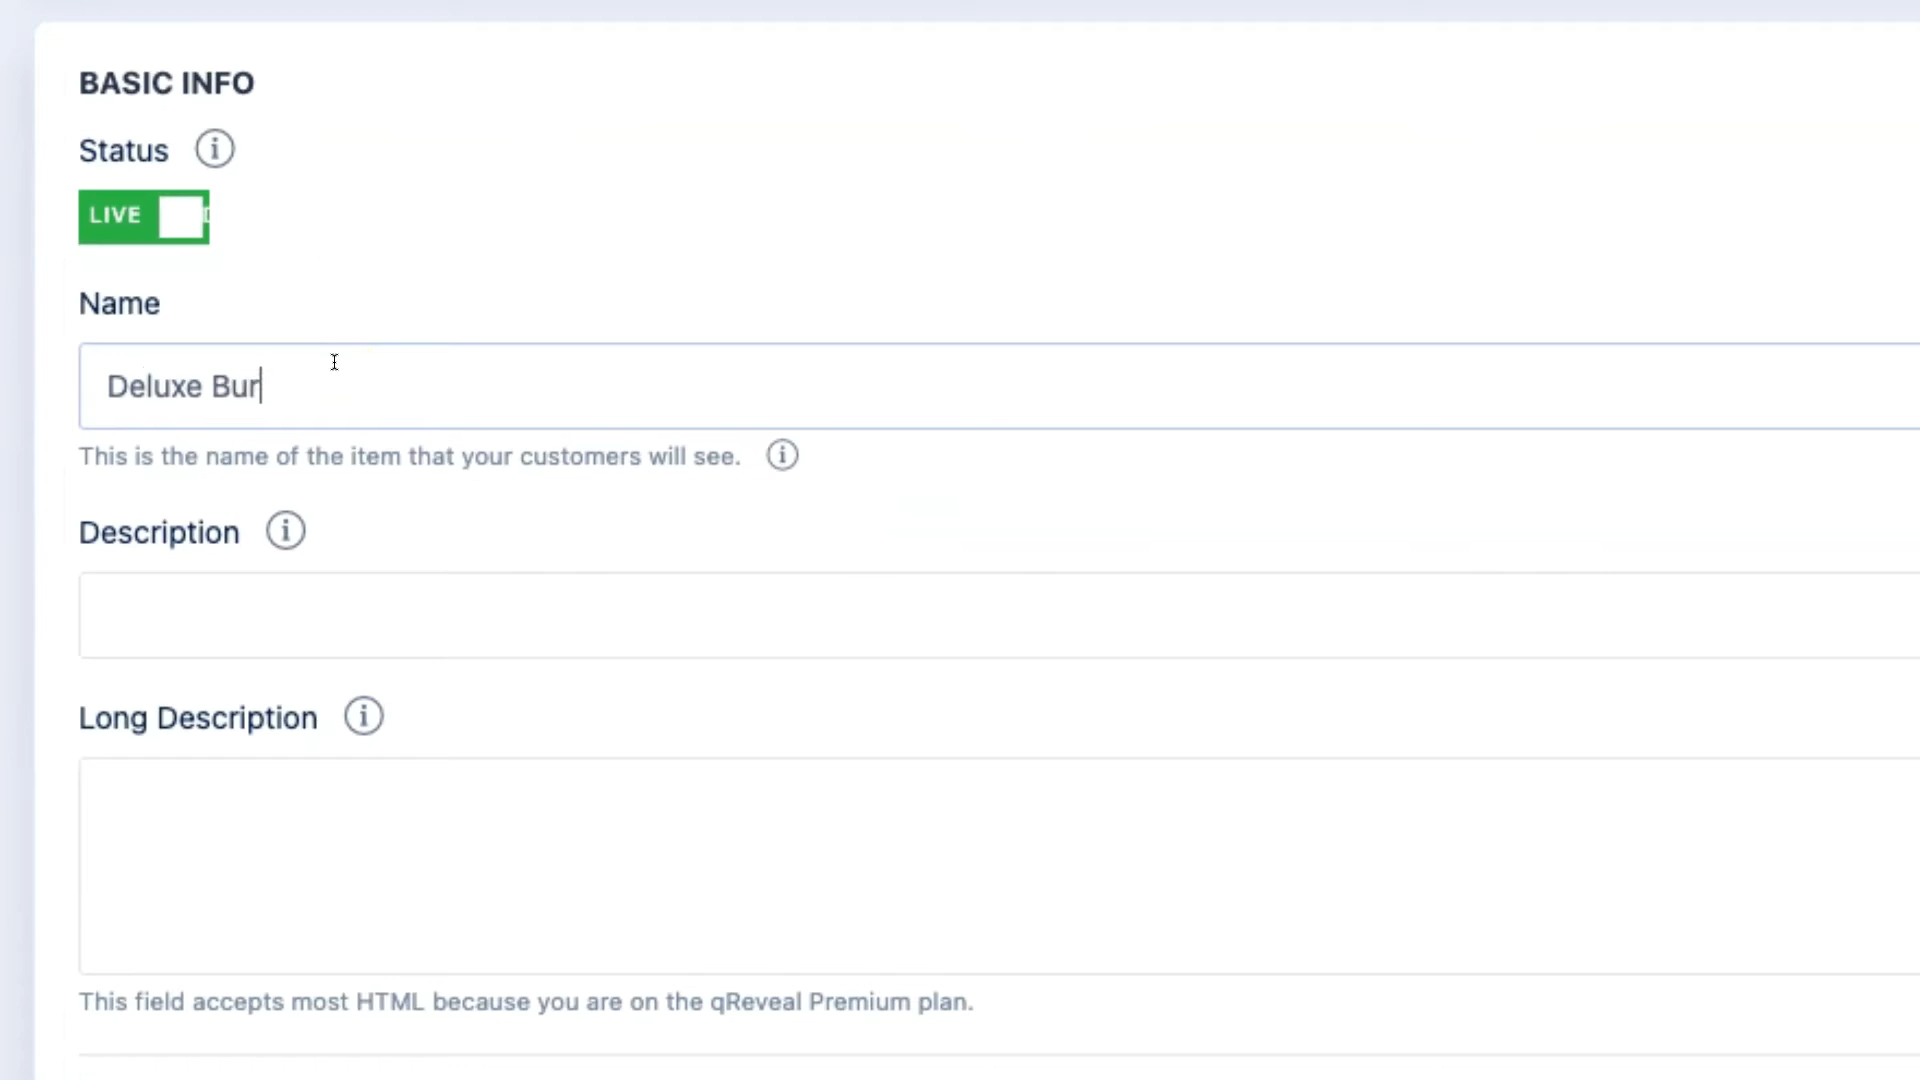 BASIC INFO
Status
LIVE
Name
Deluxe Bur
This is the name of the item that your customers will see.
Description
Long Description
This field accepts most HTML because you are on the qReveal Premium plan.